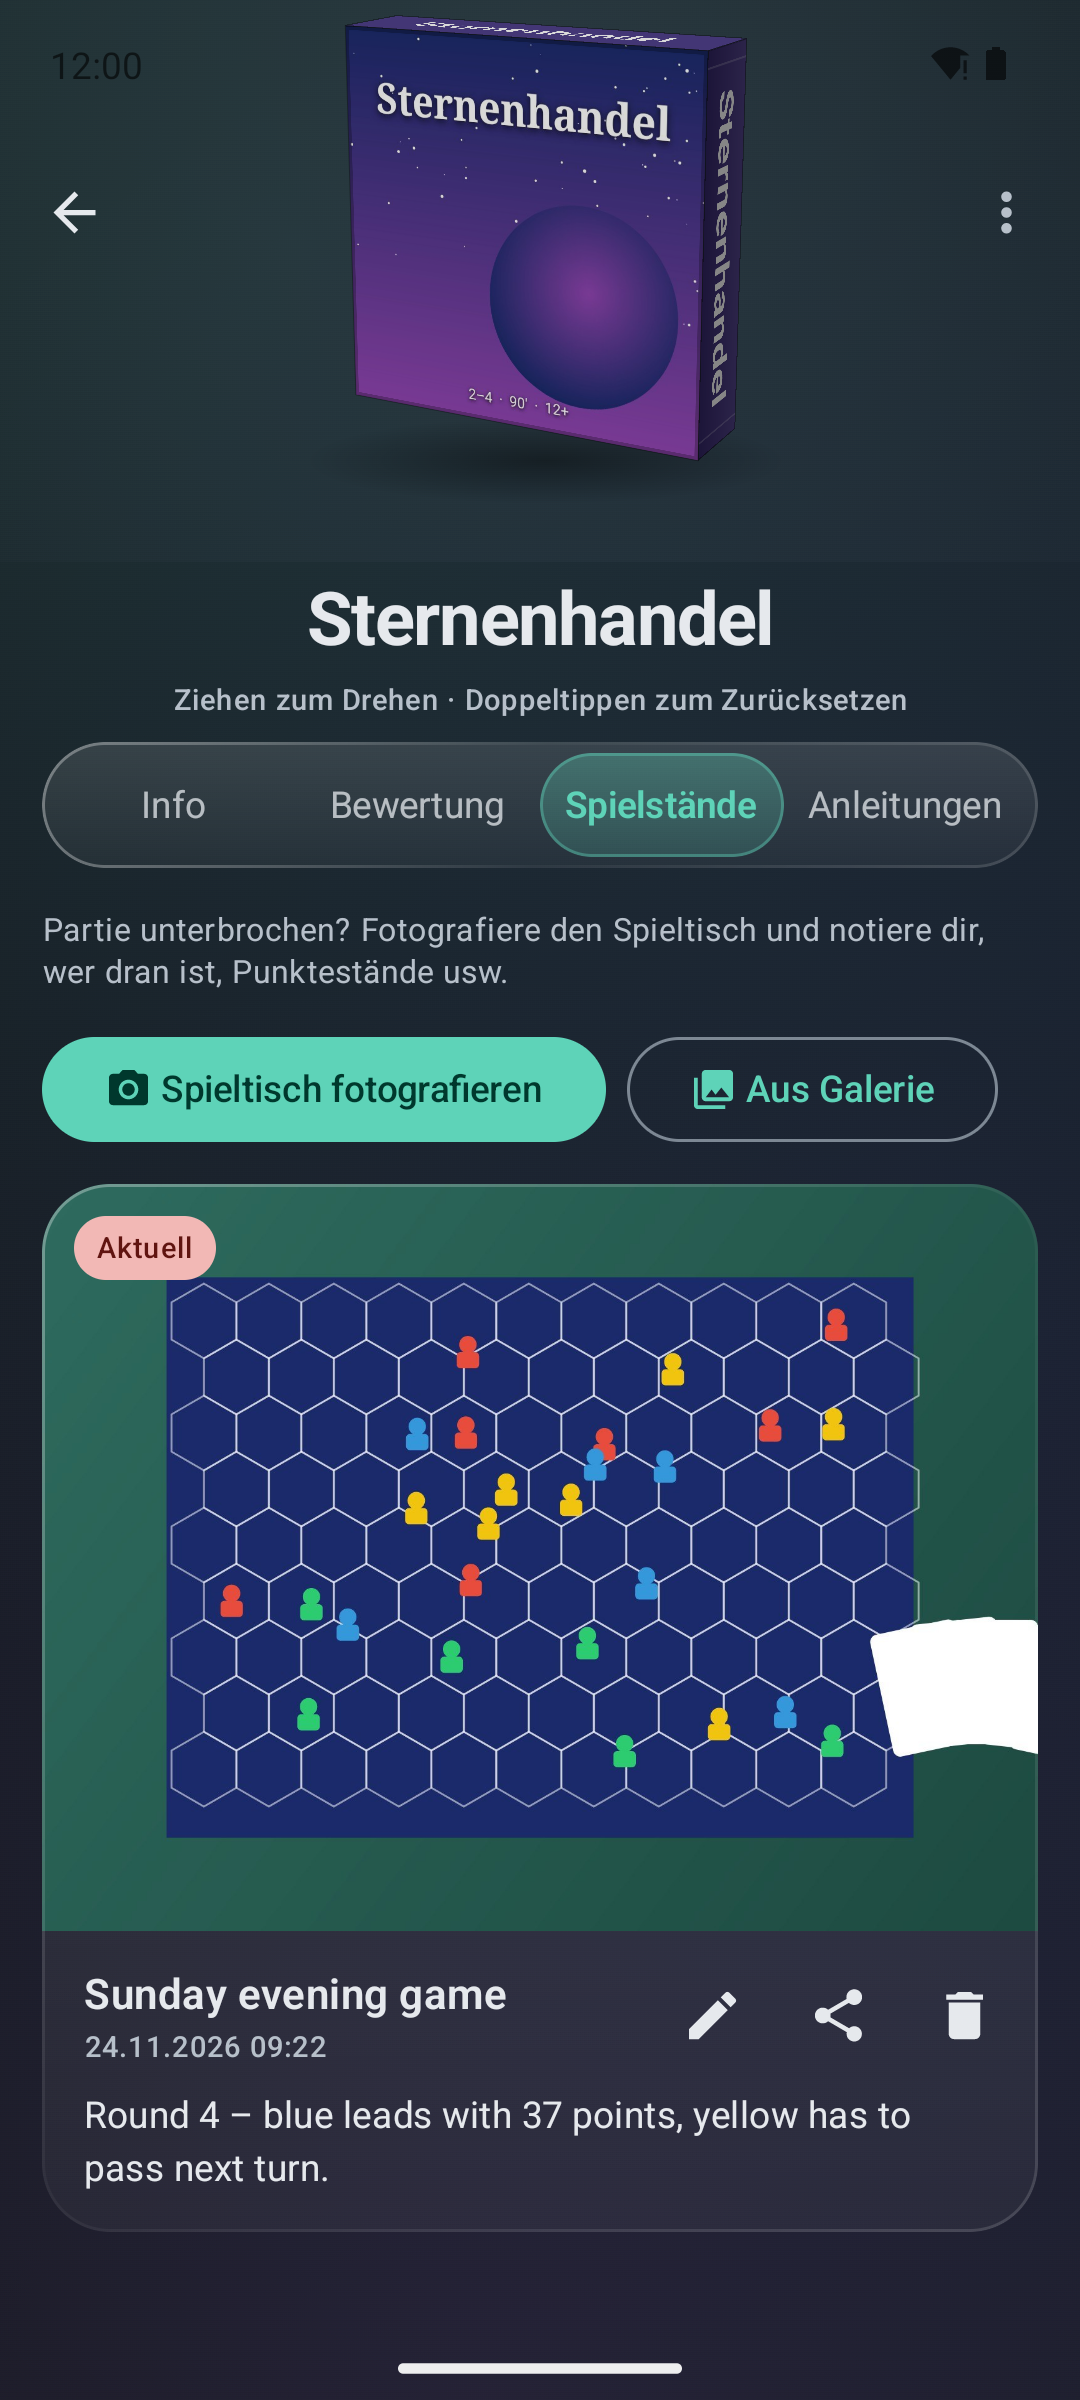 12:00
Sternenhandel
Sternenhandel
Sternenhandel
2–4 · 90' · 12+
Sternenhandel
Ziehen zum Drehen · Doppeltippen zum Zurücksetzen
Info
Bewertung
Spielstände
Anleitungen
Partie unterbrochen? Fotografiere den Spieltisch und notiere dir,
wer dran ist, Punktestände usw.
Spieltisch fotografieren
Aus Galerie
Aktuell
Sunday evening game
24.11.2026 09:22
Round 4 – blue leads with 37 points, yellow has to
pass next turn.